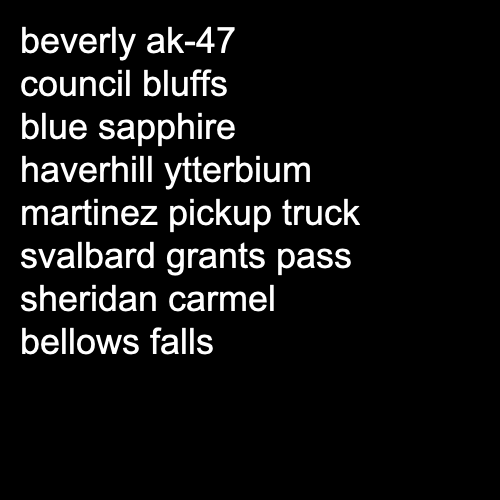 beverly ak-47
council bluffs
blue sapphire
haverhill ytterbium
martinez pickup truck
svalbard grants pass
sheridan carmel
bellows falls